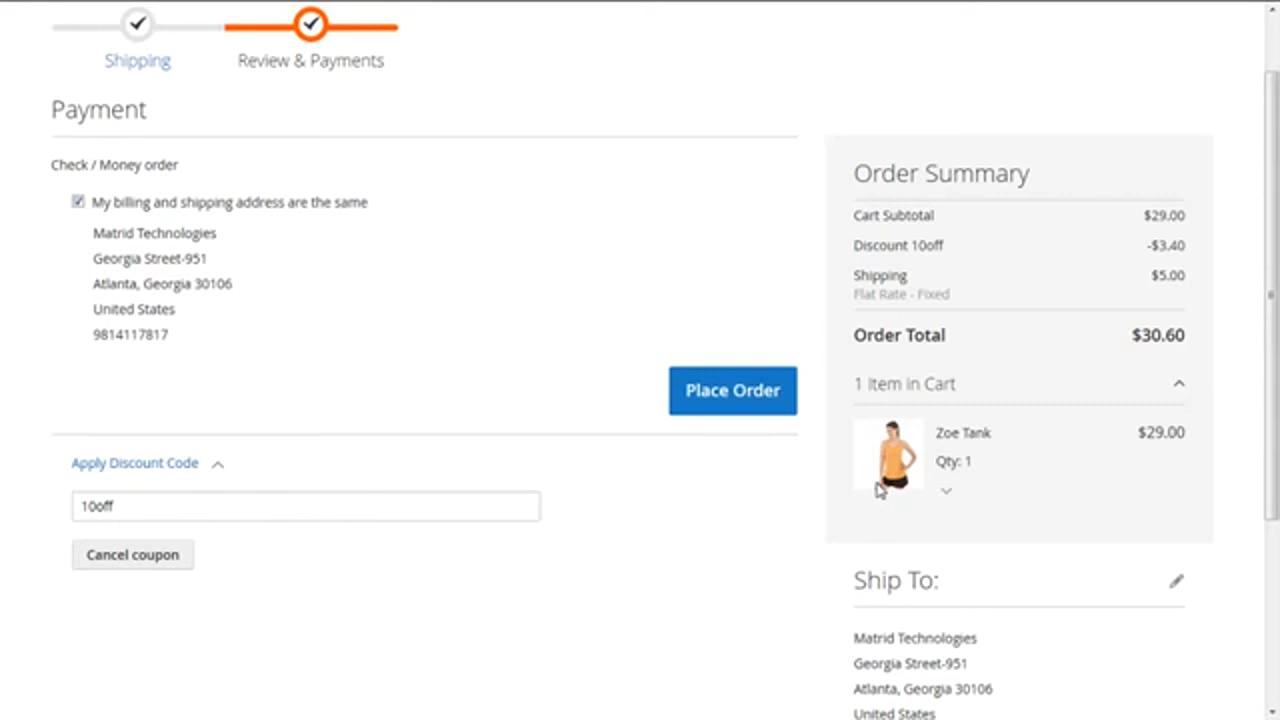 Shipping
Review & Payments
Payment
Check / Money order
My billing and shipping address are the same
Matrid Technologies
Georgia Street-951
Atlanta, Georgia 30106
United States
9814117817
Place Order
Apply Discount Code
10off
Cancel coupon
Order Summary
Cart Subtotal $29.00
Discount 10off -$3.40
Shipping $5.00
Flat Rate - Fixed
Order Total $30.60
1 Item in Cart
Zoe Tank $29.00
Qty: 1
Ship To:
Matrid Technologies
Georgia Street-951
Atlanta, Georgia 30106
United States